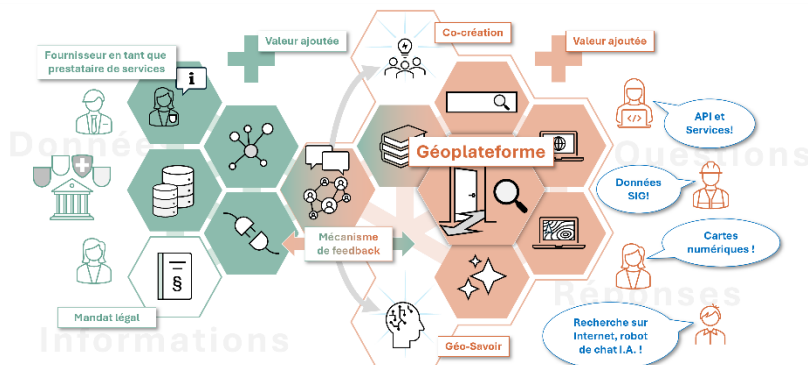 Fournisseur en tant que
prestataire de services
Valeur ajoutée
Co-création
Valeur ajoutée
i
Données
Questions
API et
Services!
Géoplateforme
Données
SIG!
Mécanisme
de feedback
Cartes
numériques !
§
Mandat légal
Réponses
Informations
Géo-Savoir
Recherche sur
Internet, robot
de chat I.A. !